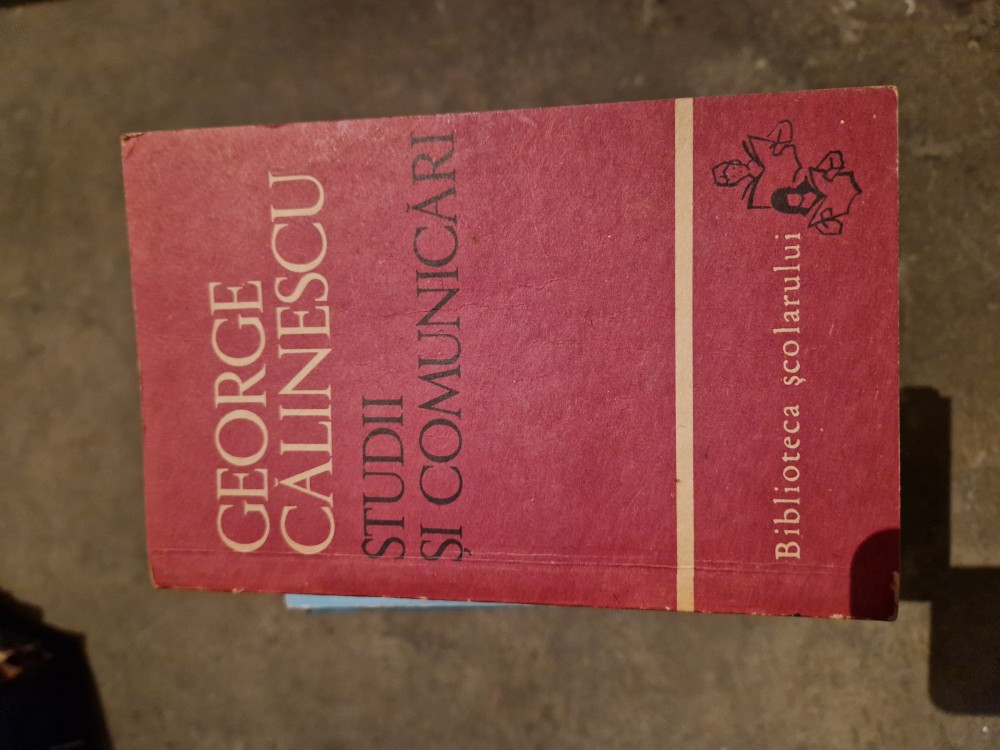 GEORGE
CĂLINESCU
STUDII
ȘI COMUNICĂRI
Biblioteca școlarului